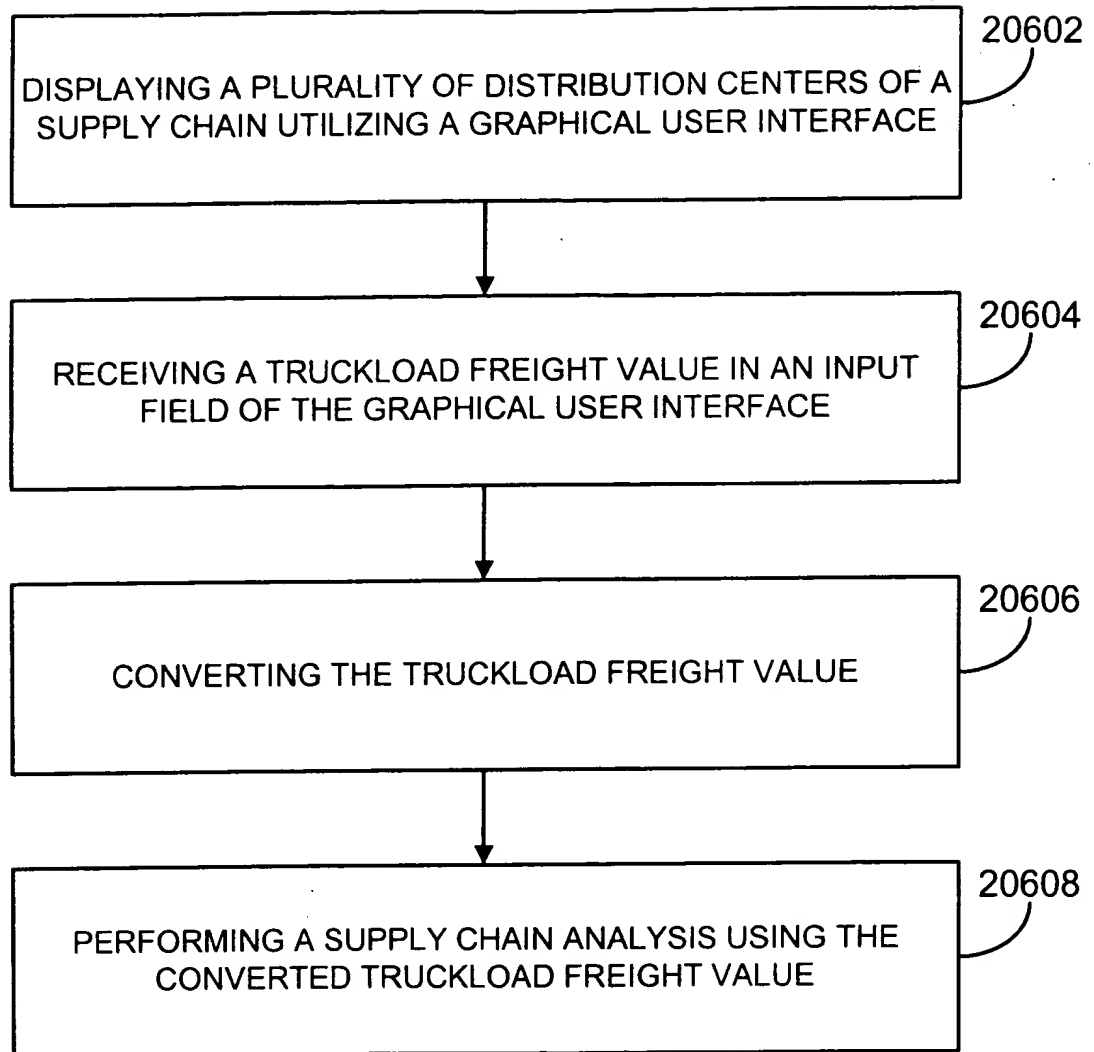 20602
DISPLAYING A PLURALITY OF DISTRIBUTION CENTERS OF A
SUPPLY CHAIN UTILIZING A GRAPHICAL USER INTERFACE
20604
RECEIVING A TRUCKLOAD FREIGHT VALUE IN AN INPUT
FIELD OF THE GRAPHICAL USER INTERFACE
20606
CONVERTING THE TRUCKLOAD FREIGHT VALUE
20608
PERFORMING A SUPPLY CHAIN ANALYSIS USING THE
CONVERTED TRUCKLOAD FREIGHT VALUE